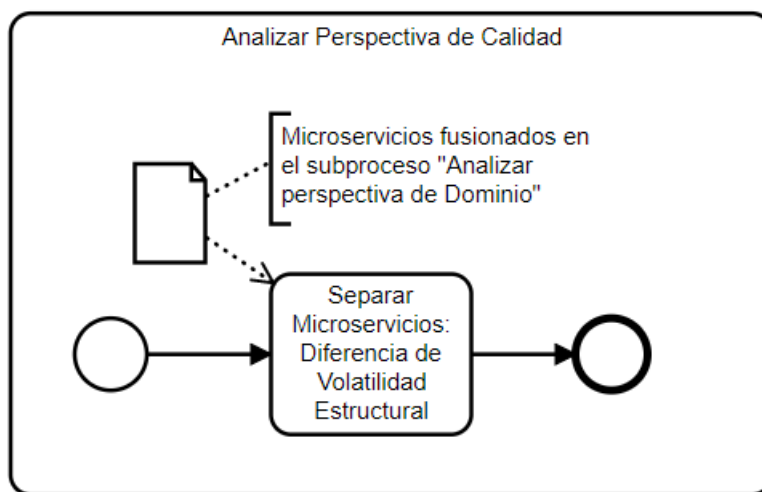 Analizar Perspectiva de Calidad
Microservicios fusionados en
el subproceso "Analizar
perspectiva de Dominio"
Separar
Microservicios:
Diferencia de
Volatilidad
Estructural